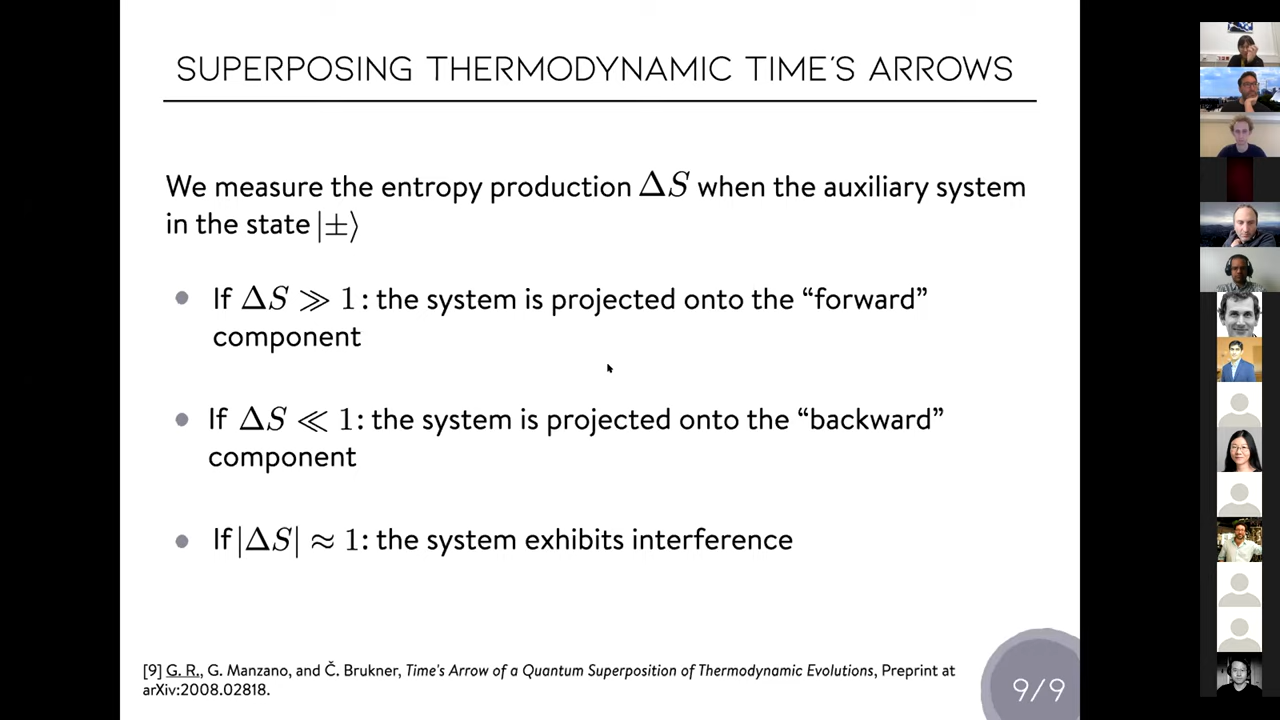 SUPERPOSING THERMODYNAMIC TIME'S ARROWS
We measure the entropy production ΔS when the auxiliary system
in the state |±⟩
• If ΔS ≫ 1: the system is projected onto the “forward”
component
• If ΔS ≪ 1: the system is projected onto the “backward”
component
• If |ΔS| ≈ 1: the system exhibits interference
[9] G. R., G. Manzano, and Č. Brukner, Time's Arrow of a Quantum Superposition of Thermodynamic Evolutions, Preprint at
arXiv:2008.02818.
9/9